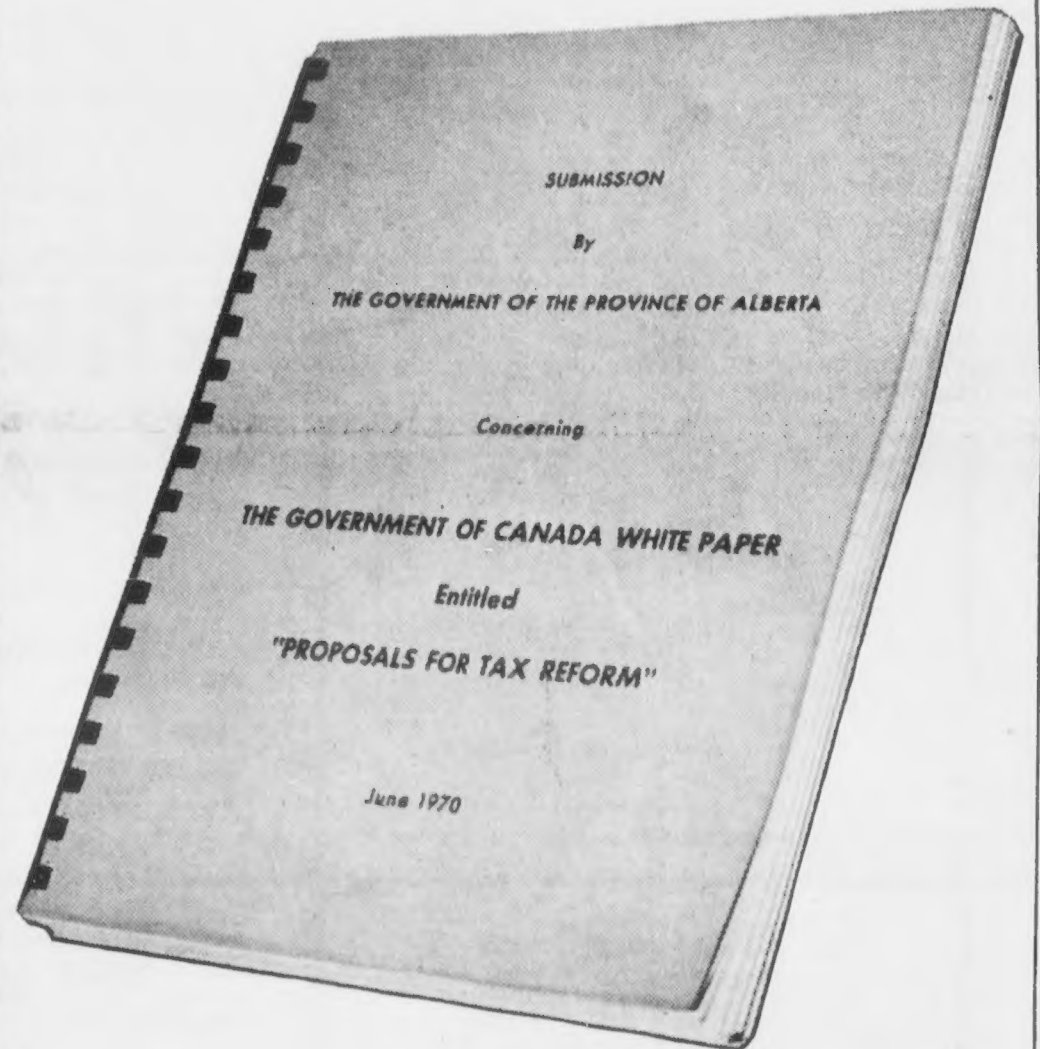 SUBMISSION
By
THE GOVERNMENT OF THE PROVINCE OF ALBERTA
Concerning
THE GOVERNMENT OF CANADA WHITE PAPER
Entitled
"PROPOSALS FOR TAX REFORM"
June 1970